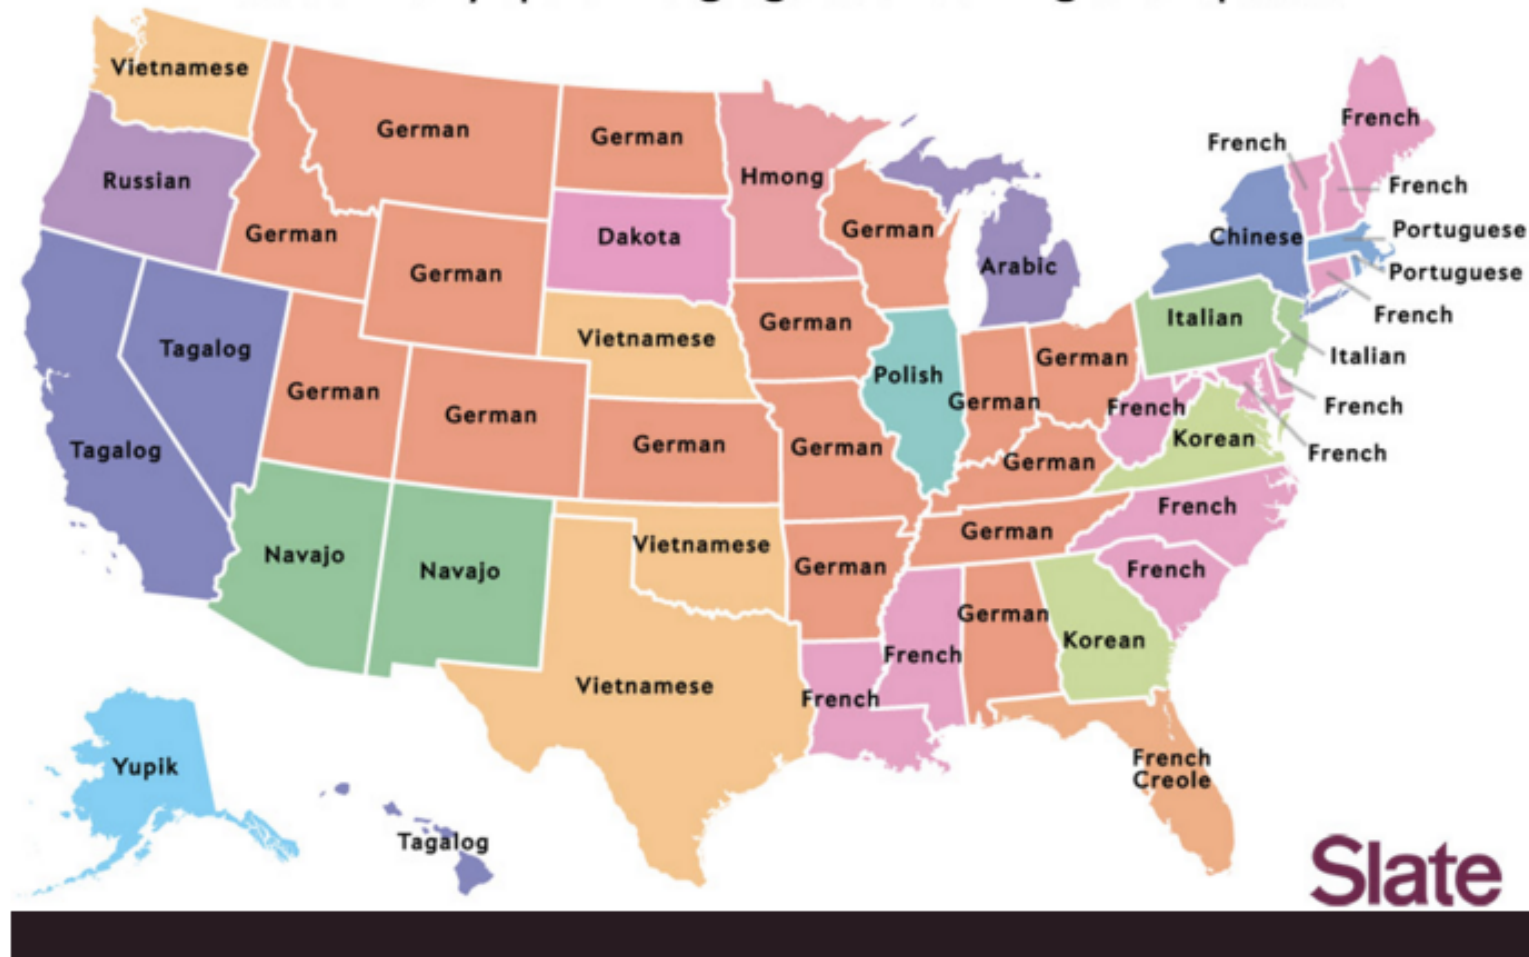 Vietnamese
German
German
French
French
Russian
Hmong
French
German
Dakota
German
Chinese
Portuguese
German
Arabic
Portuguese
Vietnamese
German
Italian
French
Tagalog
German
Italian
Polish
German
German
German
French
French
Tagalog
German
German
German
Korean
French
Navajo
Navajo
Vietnamese
German
German
French
French
German
Korean
Vietnamese
French
French
Yupik
French
Creole
Tagalog
Slate